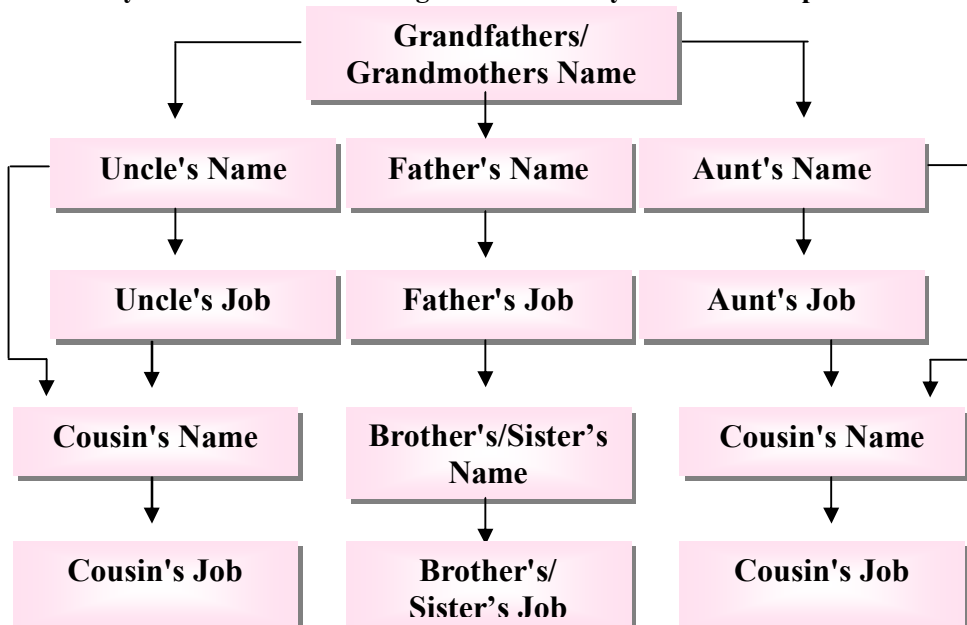 Grandfathers/
Grandmothers Name
Uncle's Name
Father's Name
Aunt's Name
Uncle's Job
Father's Job
Aunt's Job
Cousin's Name
Brother's/Sister’s
Name
Cousin's Name
Cousin's Job
Brother's/
Sister’s Job
Cousin's Job